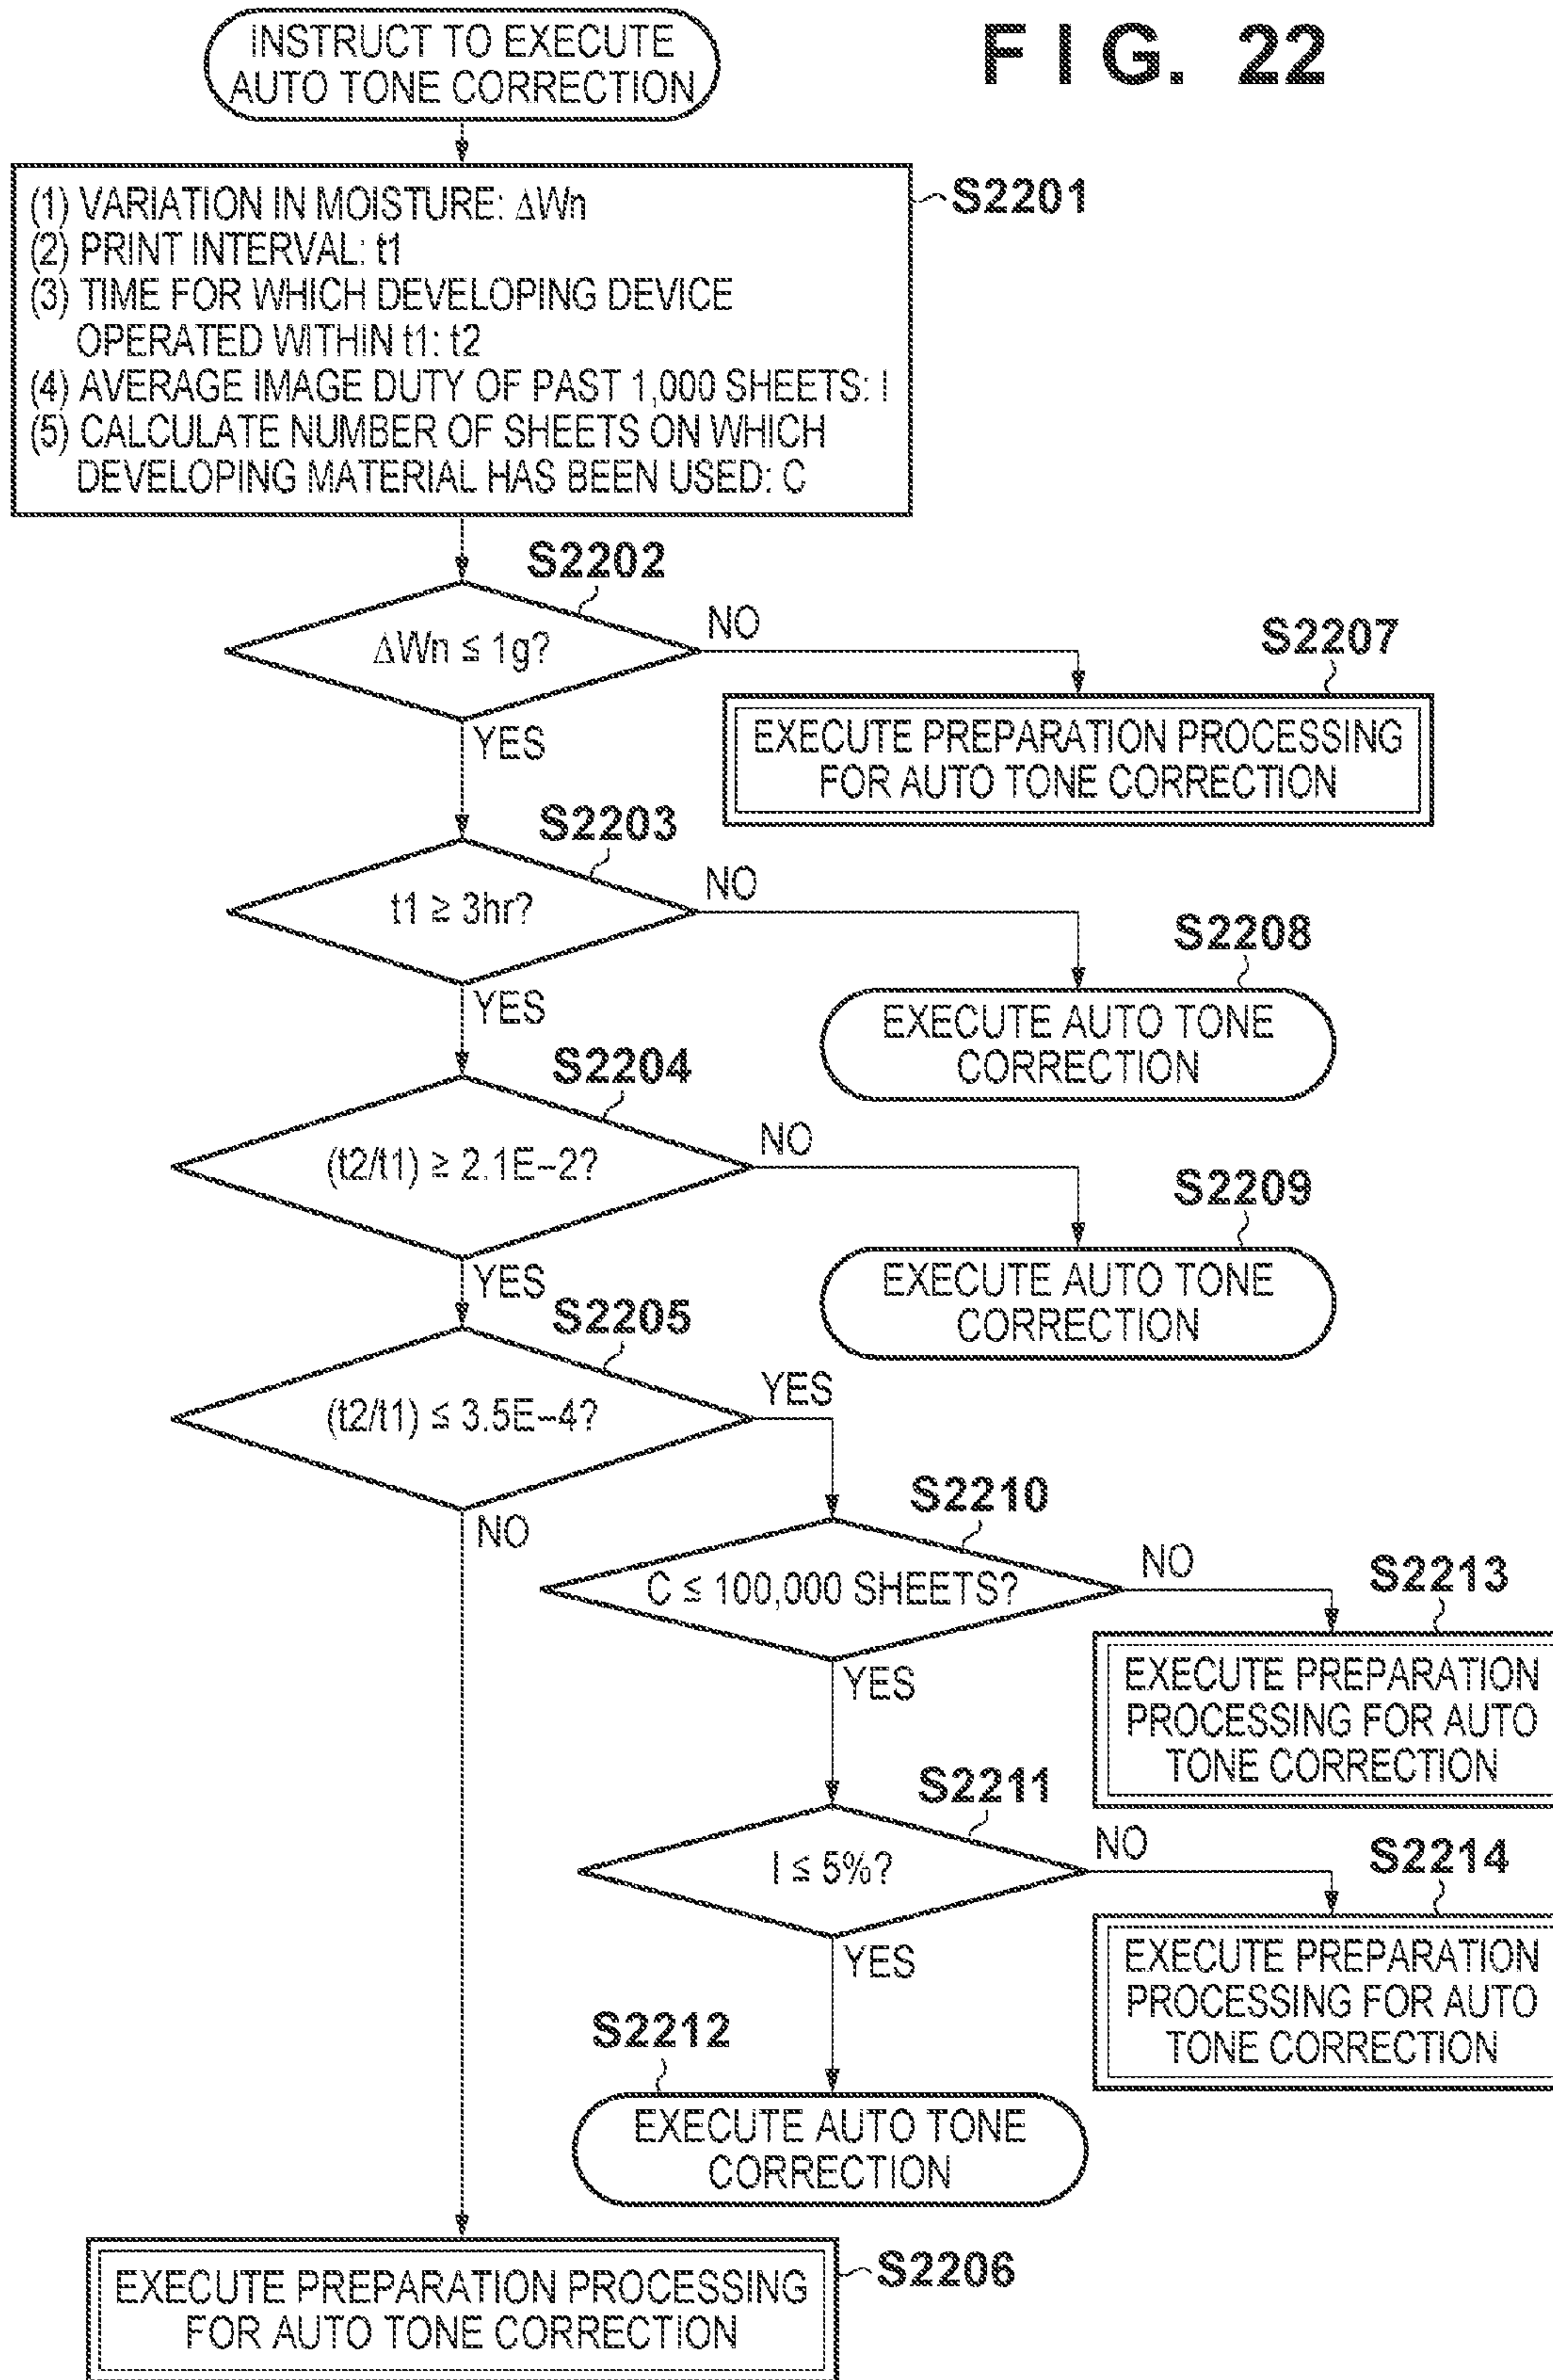 FIG. 22
INSTRUCT TO EXECUTE
AUTO TONE CORRECTION
(1) VARIATION IN MOISTURE: ΔWn
(2) PRINT INTERVAL: t1
(3) TIME FOR WHICH DEVELOPING DEVICE
OPERATED WITHIN t1: t2
(4) AVERAGE IMAGE DUTY OF PAST 1,000 SHEETS: I
(5) CALCULATE NUMBER OF SHEETS ON WHICH
DEVELOPING MATERIAL HAS BEEN USED: C
S2201
S2202
ΔWn ≤ 1g?
NO
YES
S2207
EXECUTE PREPARATION PROCESSING
FOR AUTO TONE CORRECTION
S2203
t1 ≥ 3hr?
NO
YES
S2208
EXECUTE AUTO TONE
CORRECTION
S2204
(t2/t1) ≥ 2.1E–2?
NO
YES
S2209
EXECUTE AUTO TONE
CORRECTION
S2205
(t2/t1) ≤ 3.5E–4?
YES
NO
S2210
C ≤ 100,000 SHEETS?
NO
YES
S2213
EXECUTE PREPARATION
PROCESSING FOR AUTO
TONE CORRECTION
S2211
I ≤ 5%?
NO
YES
S2214
EXECUTE PREPARATION
PROCESSING FOR AUTO
TONE CORRECTION
S2212
EXECUTE AUTO TONE
CORRECTION
S2206
EXECUTE PREPARATION PROCESSING
FOR AUTO TONE CORRECTION